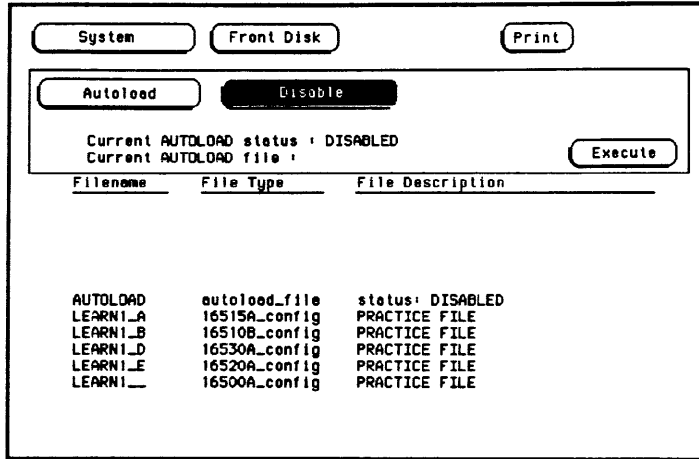 System Front Disk Print
Autoload Disable
Current AUTOLOAD status : DISABLED
Current AUTOLOAD file :
Execute
Filename File Type File Description
AUTOLOAD autoload_file status: DISABLED
LEARN1_A 16515A_config PRACTICE FILE
LEARN1_B 16510B_config PRACTICE FILE
LEARN1_D 16530A_config PRACTICE FILE
LEARN1_E 16520A_config PRACTICE FILE
LEARN1__ 16500A_config PRACTICE FILE